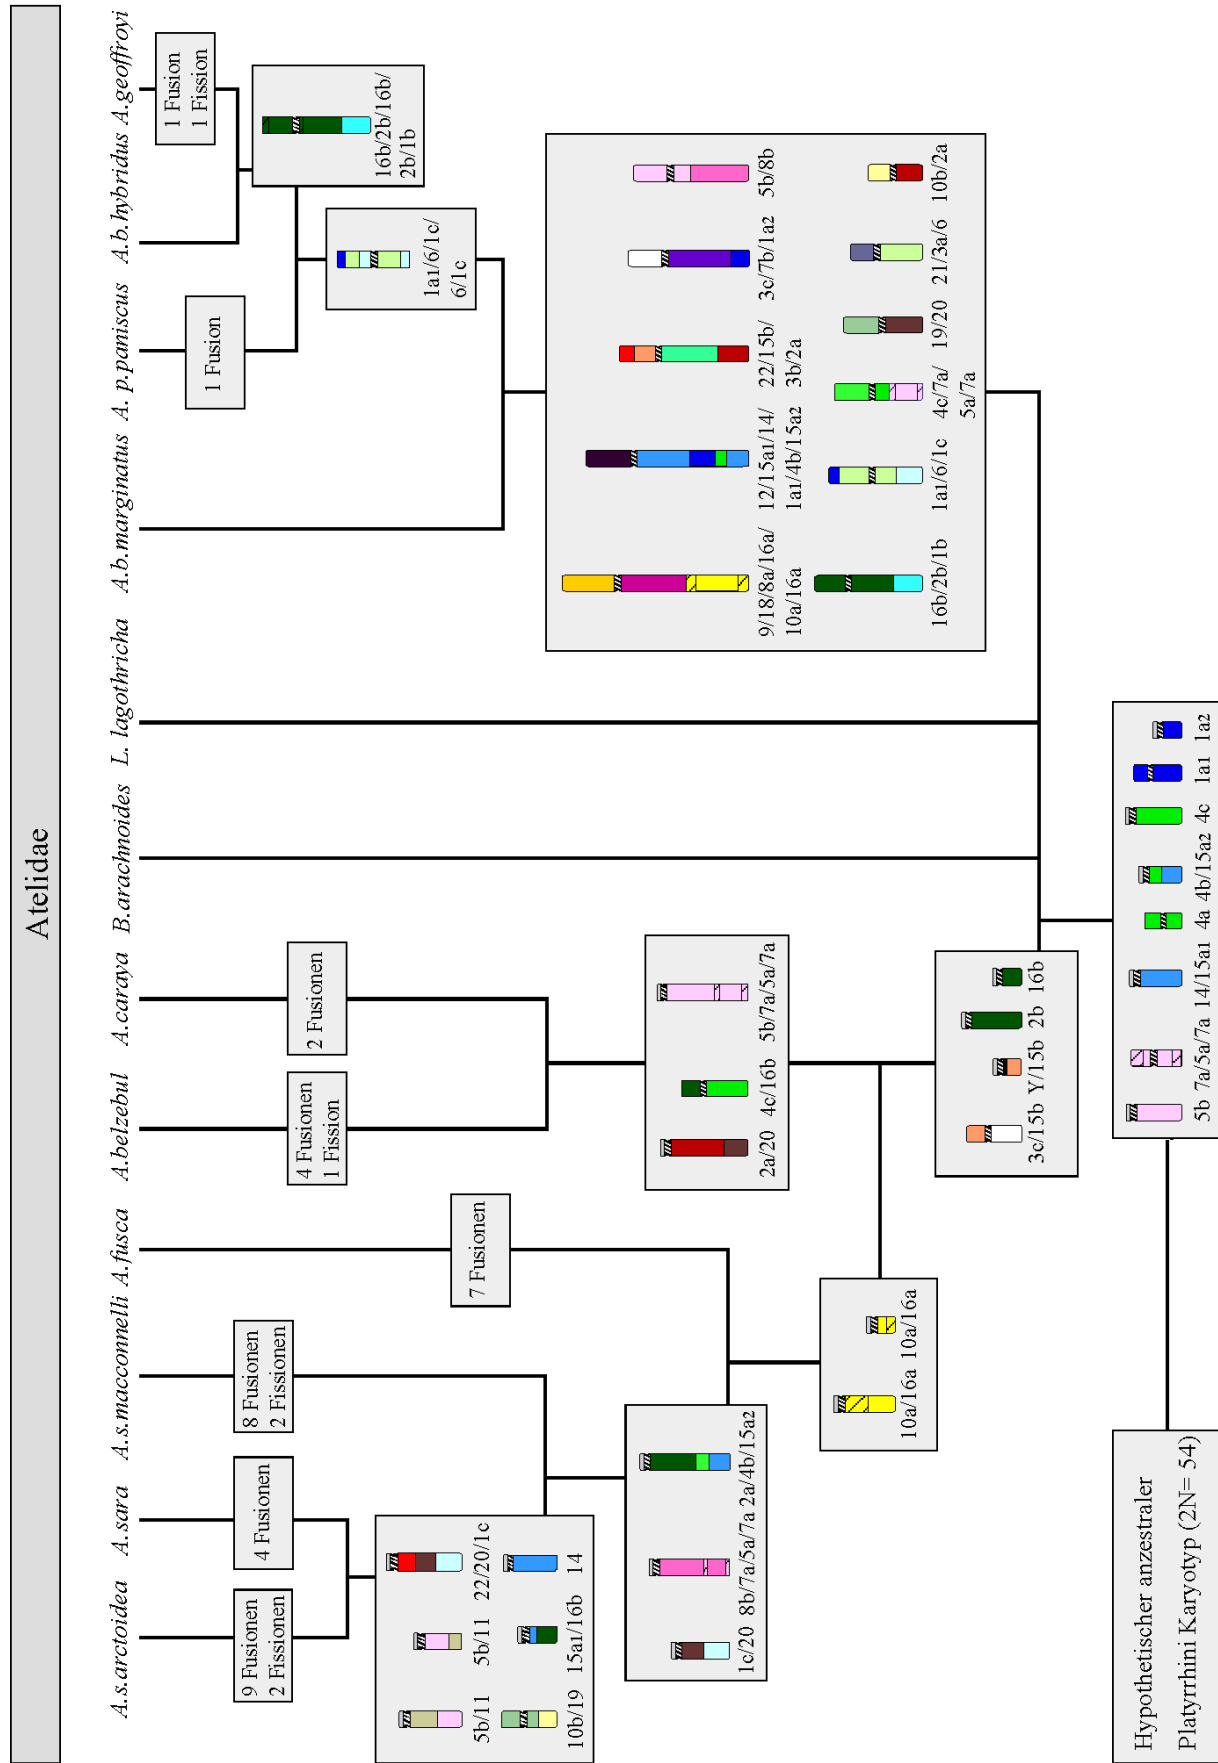 Atelidae
A.s.arctoidea
A.sara
A.s.macconnelli
A.fusca
A.belzebul
A.caraya
B.arachnoides
L. lagothricha
A.b.marginatus
A. p.paniscus
A.b.hybridus
A.geoffroyi
9 Fusionen
2 Fissionen
4 Fusionen
8 Fusionen
2 Fissionen
7 Fusionen
4 Fusionen
1 Fission
2 Fusionen
1 Fusion
1 Fusion
1 Fission
16b/2b/16b/
2b/1b
1a1/6/1c/
6/1c
5b/11
5b/11
22/20/1c
10b/19
15a1/16b
14
1c/20
8b/7a/5a/7a
2a/4b/15a2
10a/16a
10a/16a
2a/20
4c/16b
5b/7a/5a/7a
3c/15b
Y/15b
2b
16b
9/18/8a/16a/
10a/16a
12/15a1/14/
1a1/4b/15a2
22/15b/
3b/2a
3c/7b/1a2
5b/8b
16b/2b/1b
1a1/6/1c
4c/7a/
5a/7a
19/20
21/3a/6
10b/2a
5b
7a/5a/7a
14/15a1
4a
4b/15a2
4c
1a1
1a2
Hypothetischer anzestraler
Platyrrhini Karyotyp (2N= 54)